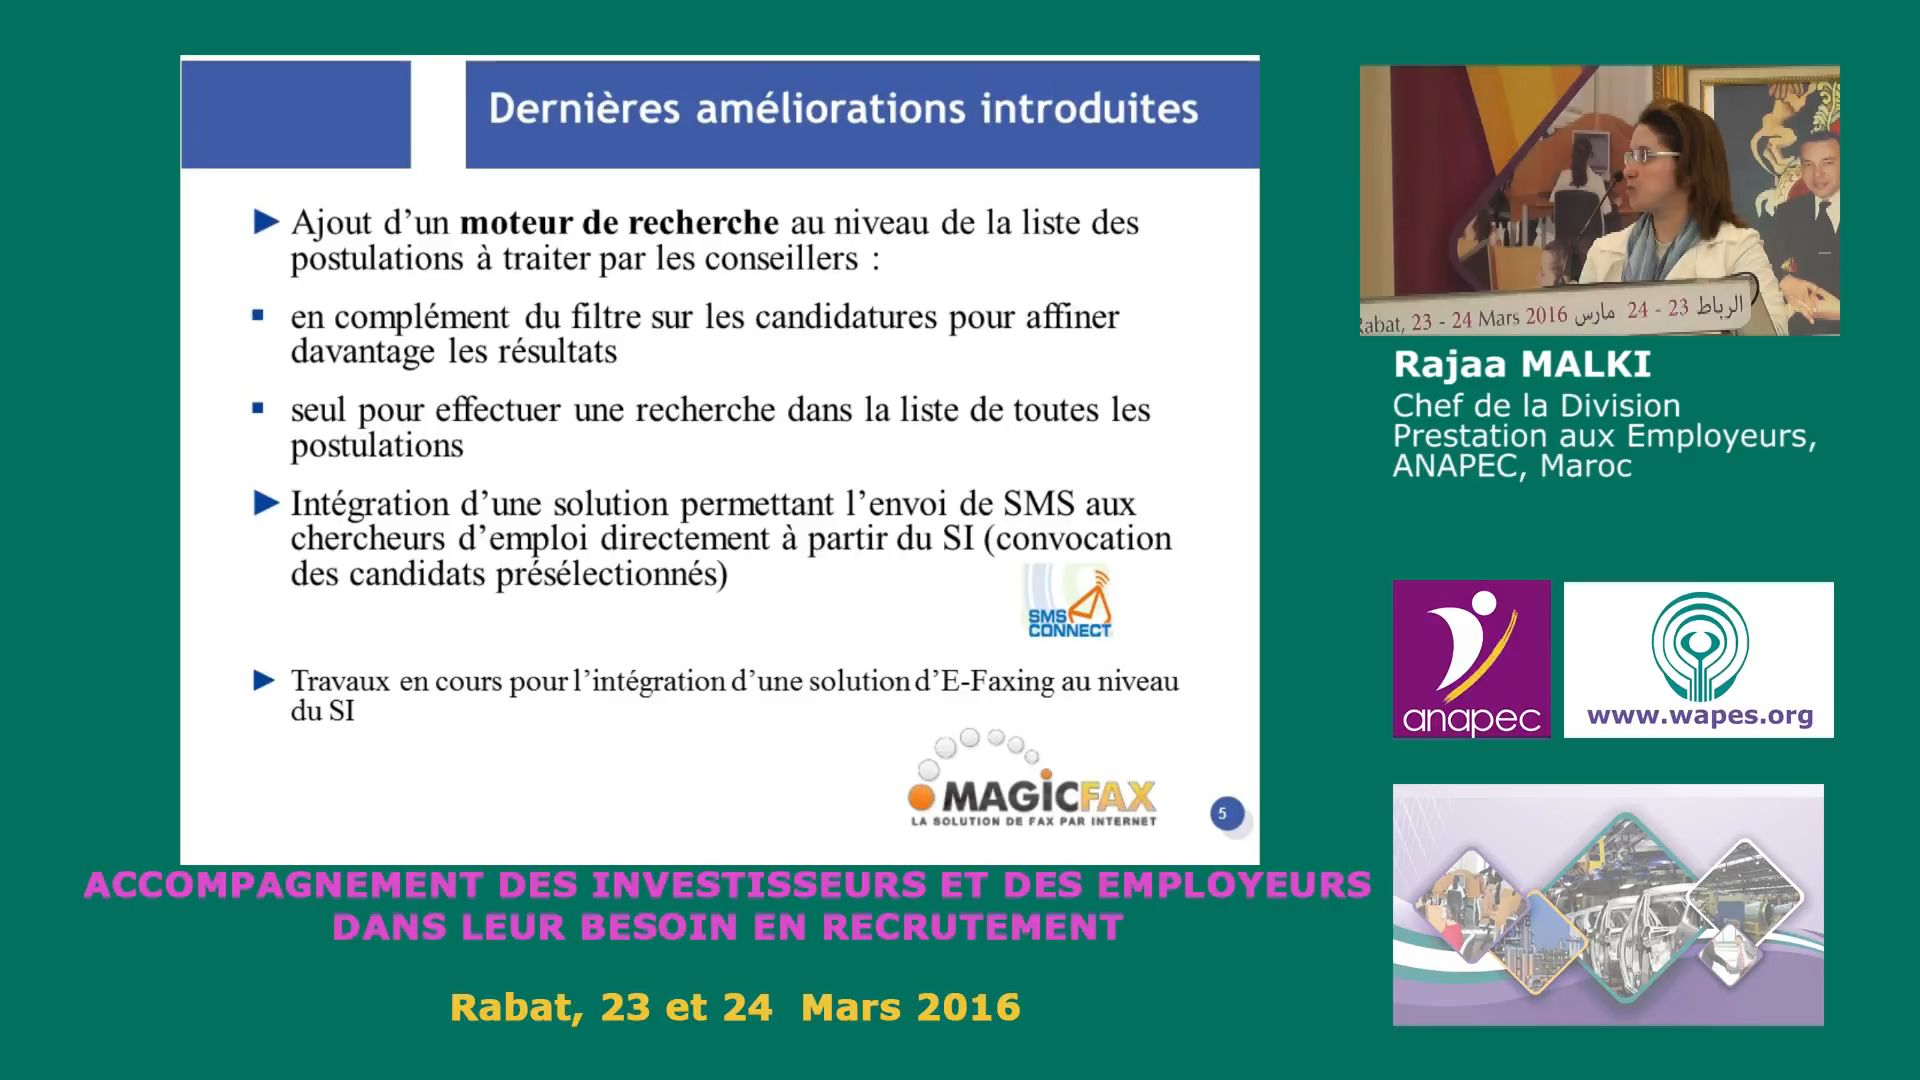 Dernières améliorations introduites
► Ajout d’un moteur de recherche au niveau de la liste des
postulations à traiter par les conseillers :
▪ en complément du filtre sur les candidatures pour affiner
davantage les résultats
▪ seul pour effectuer une recherche dans la liste de toutes les
postulations
► Intégration d’une solution permettant l’envoi de SMS aux
chercheurs d’emploi directement à partir du SI (convocation
des candidats présélectionnés)
SMS
CONNECT
► Travaux en cours pour l’intégration d’une solution d’E-Faxing au niveau
du SI
MAGICFAX
LA SOLUTION DE FAX PAR INTERNET
5
Rabat, 23 - 24 Mars 2016 الرباط 23 - 24 مارس
Rajaa MALKI
Chef de la Division
Prestation aux Employeurs,
ANAPEC, Maroc
anapec
www.wapes.org
ACCOMPAGNEMENT DES INVESTISSEURS ET DES EMPLOYEURS
DANS LEUR BESOIN EN RECRUTEMENT
Rabat, 23 et 24 Mars 2016